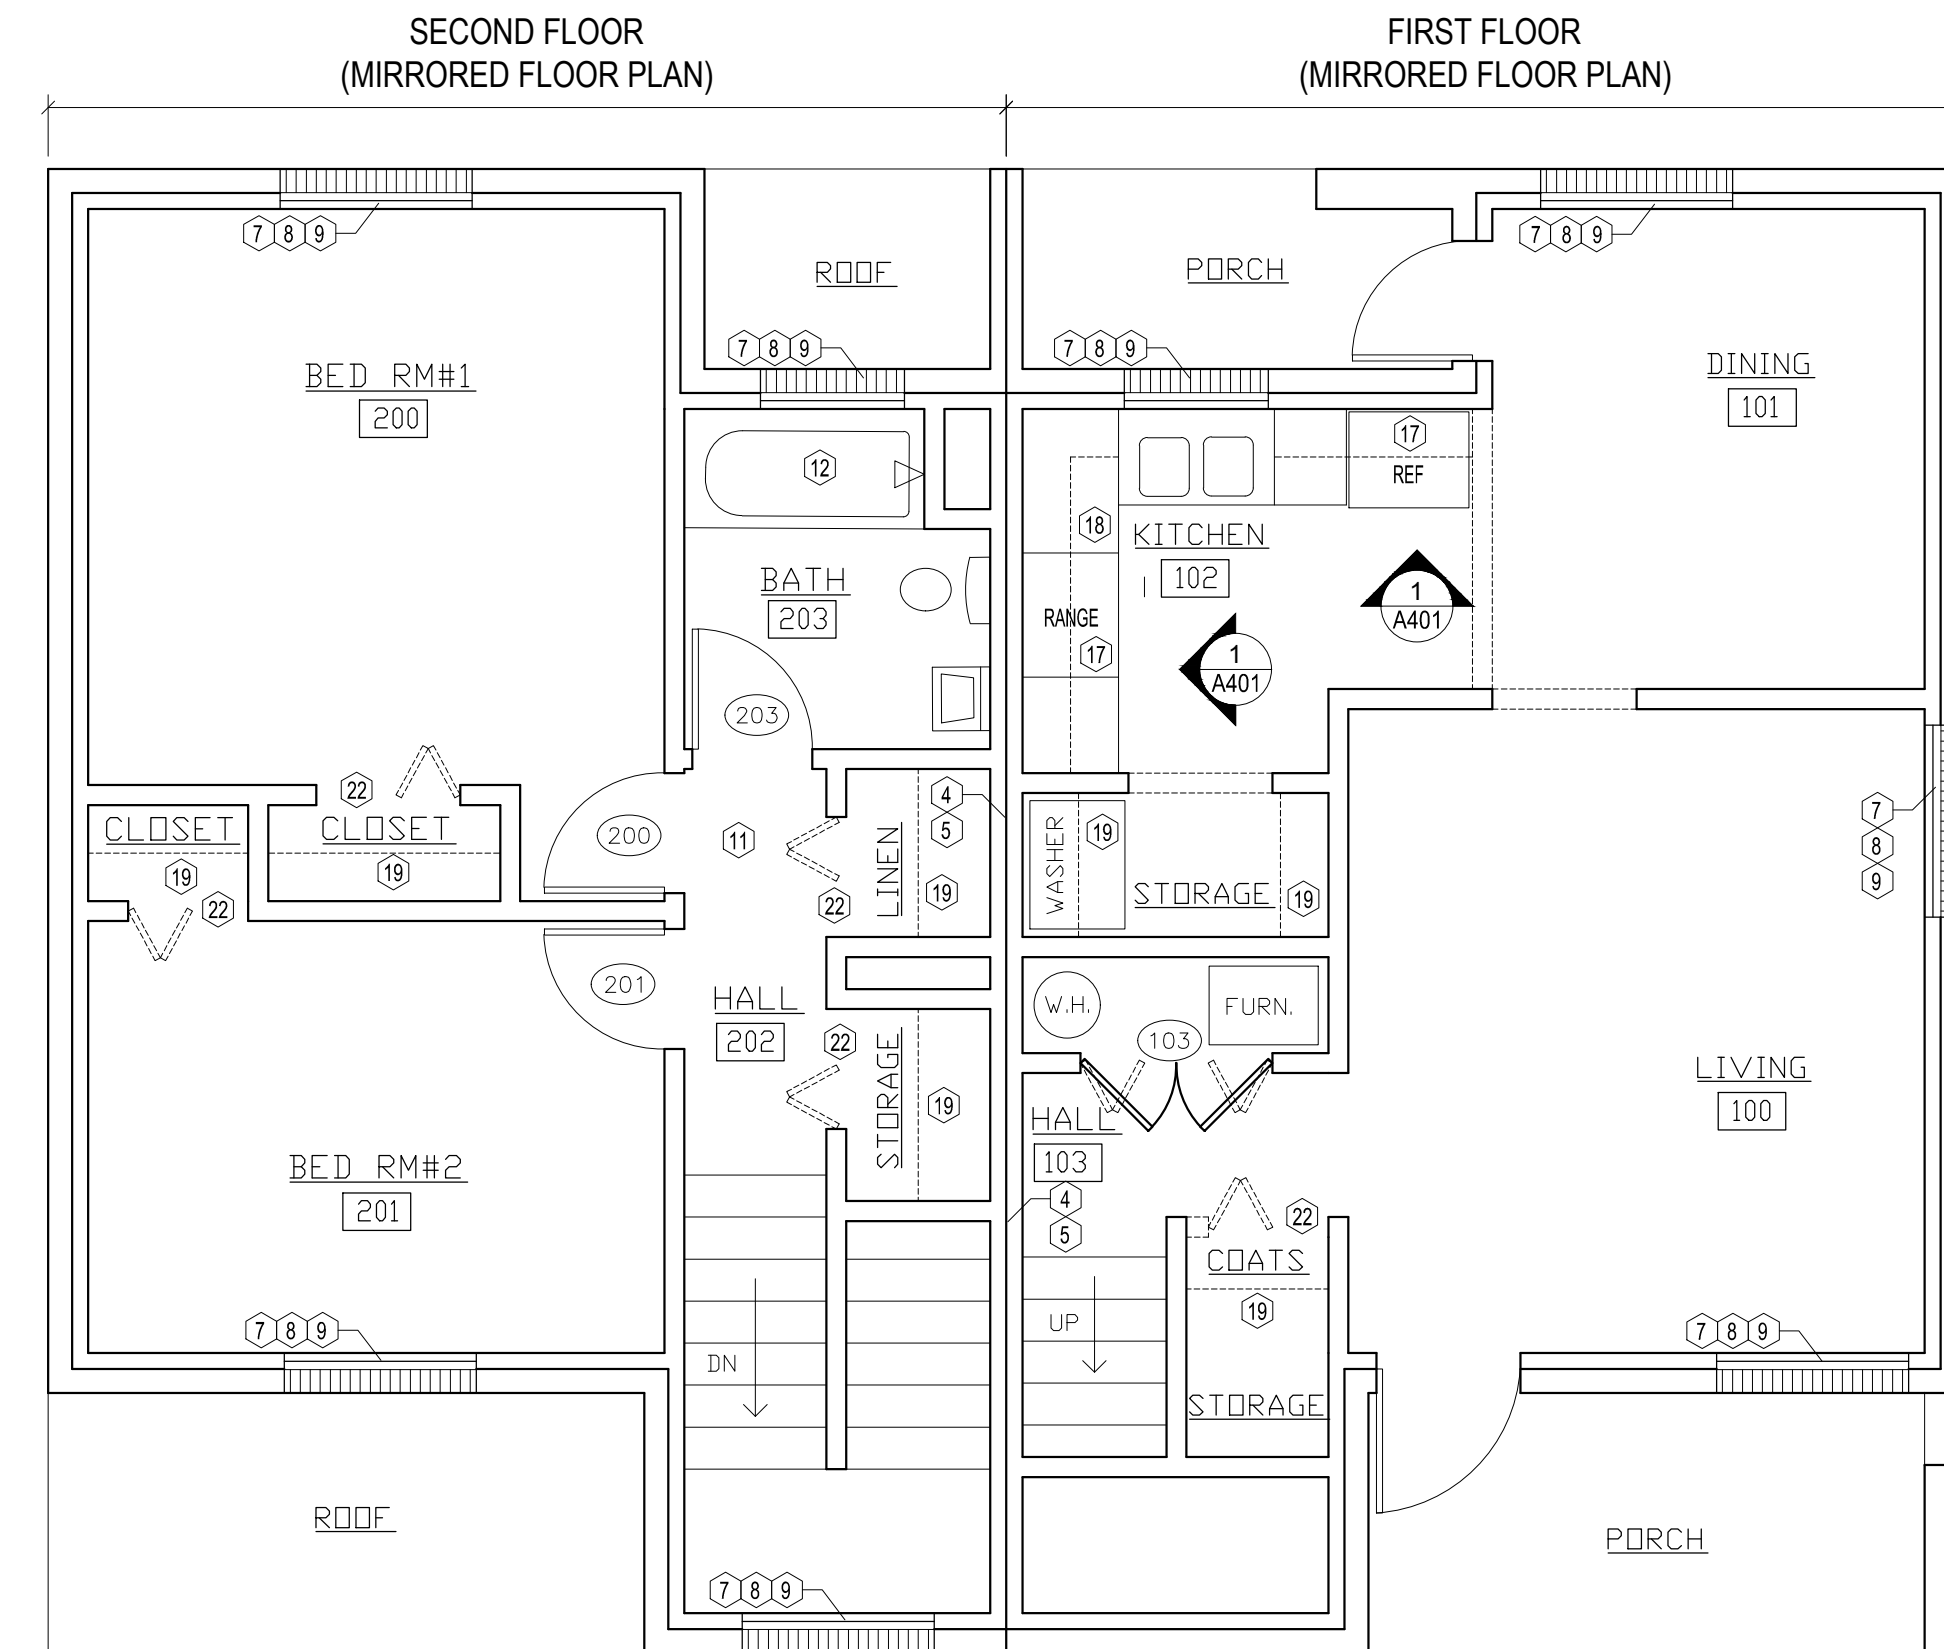 SECOND FLOOR
(MIRRORED FLOOR PLAN)
FIRST FLOOR
(MIRRORED FLOOR PLAN)
7 8 9
ROOF
7 8 9
BED RM#1
200
12
BATH
203
203
22
CLOSET
CLOSET
19
19
22
200
11
4
5
LINEN
19
22
201
HALL
202
22
STORAGE
19
BED RM#2
201
7 8 9
DN
ROOF
7 8 9
PORCH
7 8 9
7 8 9
DINING
101
17
REF
18
KITCHEN
102
RANGE
17
1
A401
1
A401
WASHER
19
STORAGE
19
7
8
9
W.H.
FURN.
103
HALL
103
4
5
LIVING
100
22
COATS
19
UP
STORAGE
7 8 9
PORCH